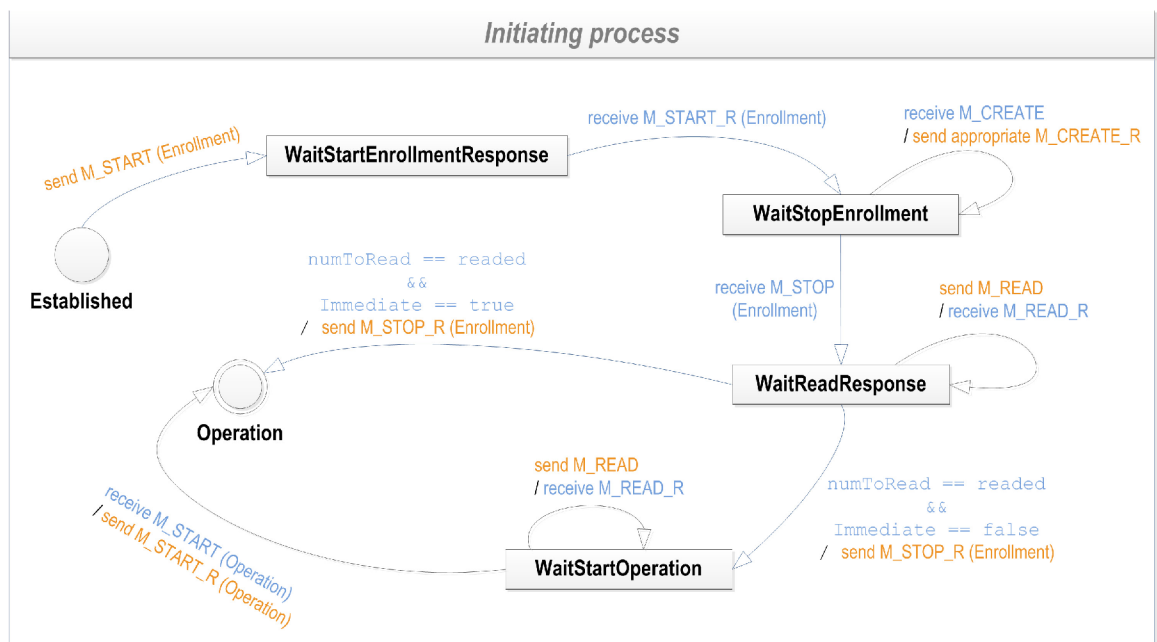 Initiating process
send M_START (Enrollment)
WaitStartEnrollmentResponse
receive M_START_R (Enrollment)
receive M_CREATE
/ send appropriate M_CREATE_R
WaitStopEnrollment
Established
numToRead == readed
&&
Immediate == true
/ send M_STOP_R (Enrollment)
receive M_STOP
(Enrollment)
send M_READ
/ receive M_READ_R
WaitReadResponse
Operation
send M_READ
/ receive M_READ_R
numToRead == readed
&&
Immediate == false
/ send M_STOP_R (Enrollment)
receive M_START (Operation)
/ send M_START_R (Operation)
WaitStartOperation